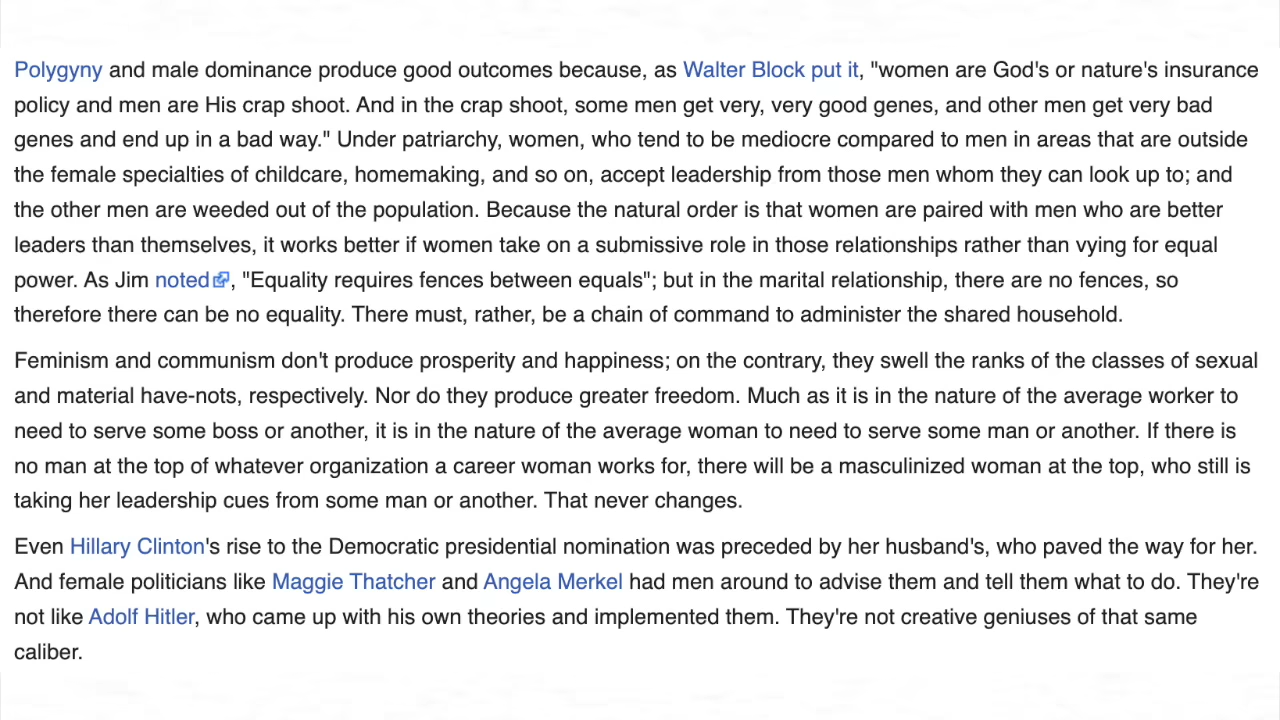 Polygyny and male dominance produce good outcomes because, as Walter Block put it, "women are God's or nature's insurance
policy and men are His crap shoot. And in the crap shoot, some men get very, very good genes, and other men get very bad
genes and end up in a bad way." Under patriarchy, women, who tend to be mediocre compared to men in areas that are outside
the female specialties of childcare, homemaking, and so on, accept leadership from those men whom they can look up to; and
the other men are weeded out of the population. Because the natural order is that women are paired with men who are better
leaders than themselves, it works better if women take on a submissive role in those relationships rather than vying for equal
power. As Jim noted, "Equality requires fences between equals"; but in the marital relationship, there are no fences, so
therefore there can be no equality. There must, rather, be a chain of command to administer the shared household.
Feminism and communism don't produce prosperity and happiness; on the contrary, they swell the ranks of the classes of sexual
and material have-nots, respectively. Nor do they produce greater freedom. Much as it is in the nature of the average worker to
need to serve some boss or another, it is in the nature of the average woman to need to serve some man or another. If there is
no man at the top of whatever organization a career woman works for, there will be a masculinized woman at the top, who still is
taking her leadership cues from some man or another. That never changes.
Even Hillary Clinton's rise to the Democratic presidential nomination was preceded by her husband's, who paved the way for her.
And female politicians like Maggie Thatcher and Angela Merkel had men around to advise them and tell them what to do. They're
not like Adolf Hitler, who came up with his own theories and implemented them. They're not creative geniuses of that same
caliber.